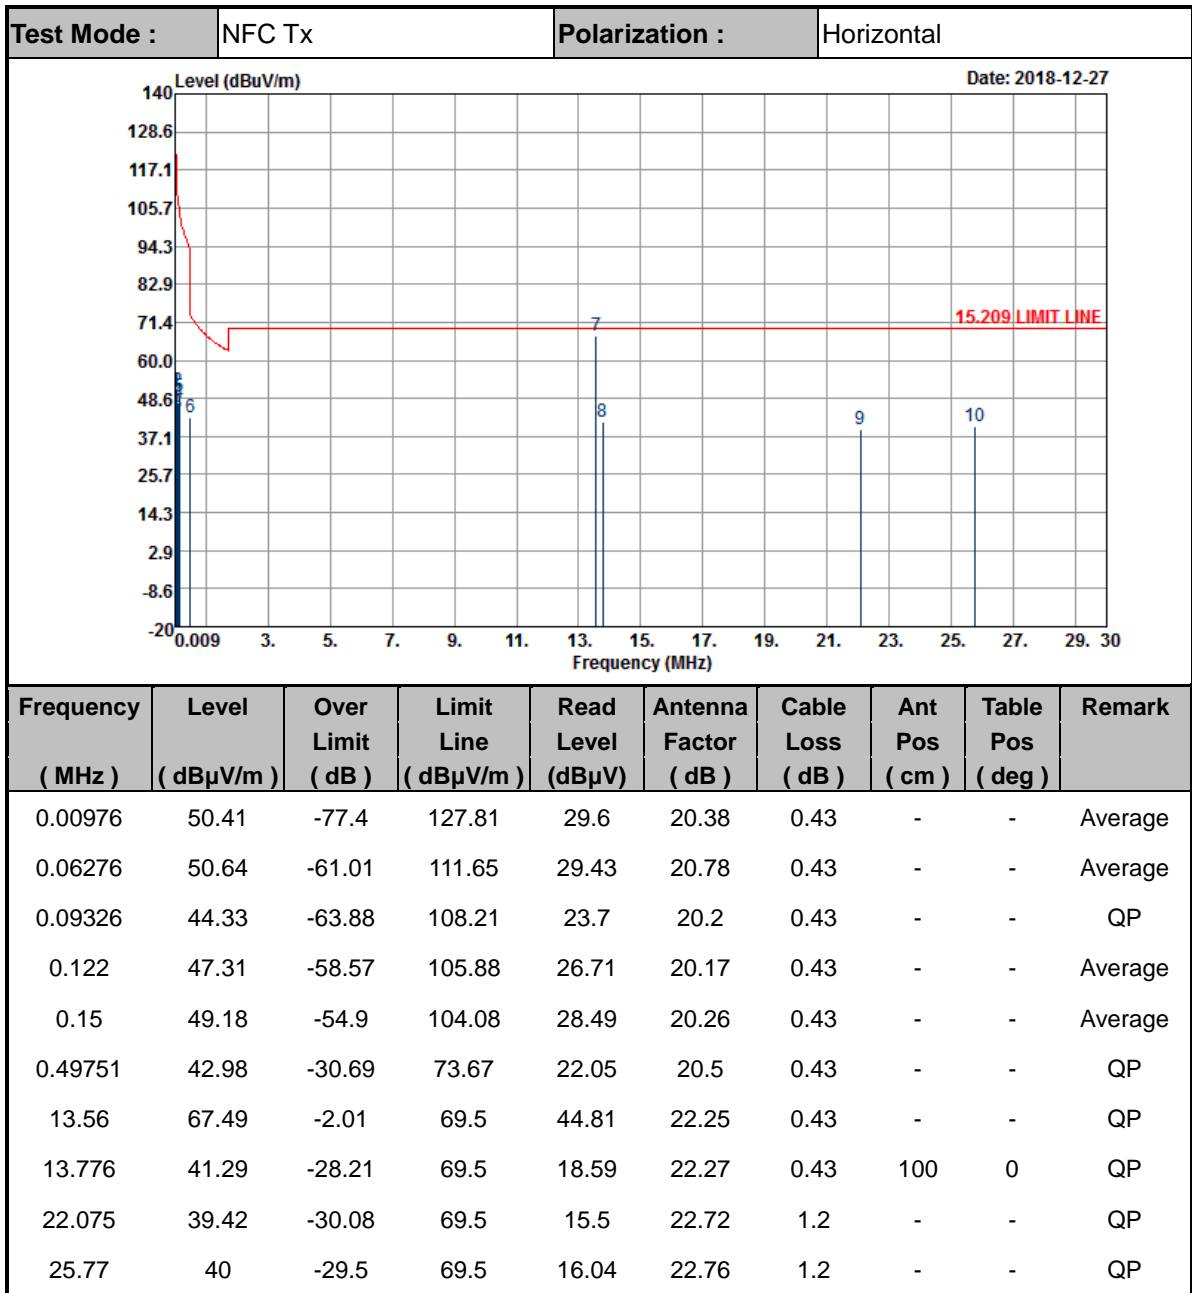 Test Mode : NFC Tx Polarization : Horizontal
Level (dBuV/m) Date: 2018-12-27
140
128.6
117.1
105.7
94.3
82.9
71.4
60.0
48.6
37.1
25.7
14.3
2.9
-8.6
-20
15.209 LIMIT LINE
6
7
8
9
10
0.009 3. 5. 7. 9. 11. 13. 15. 17. 19. 21. 23. 25. 27. 29. 30
Frequency (MHz)
Frequency Level Over Limit Read Antenna Cable Ant Table Remark
Limit Line Level Factor Loss Pos Pos
( MHz ) ( dBµV/m ) ( dB ) ( dBµV/m ) (dBµV) ( dB ) ( dB ) ( cm ) ( deg )
0.00976 50.41 -77.4 127.81 29.6 20.38 0.43 - - Average
0.06276 50.64 -61.01 111.65 29.43 20.78 0.43 - - Average
0.09326 44.33 -63.88 108.21 23.7 20.2 0.43 - - QP
0.122 47.31 -58.57 105.88 26.71 20.17 0.43 - - Average
0.15 49.18 -54.9 104.08 28.49 20.26 0.43 - - Average
0.49751 42.98 -30.69 73.67 22.05 20.5 0.43 - - QP
13.56 67.49 -2.01 69.5 44.81 22.25 0.43 - - QP
13.776 41.29 -28.21 69.5 18.59 22.27 0.43 100 0 QP
22.075 39.42 -30.08 69.5 15.5 22.72 1.2 - - QP
25.77 40 -29.5 69.5 16.04 22.76 1.2 - - QP